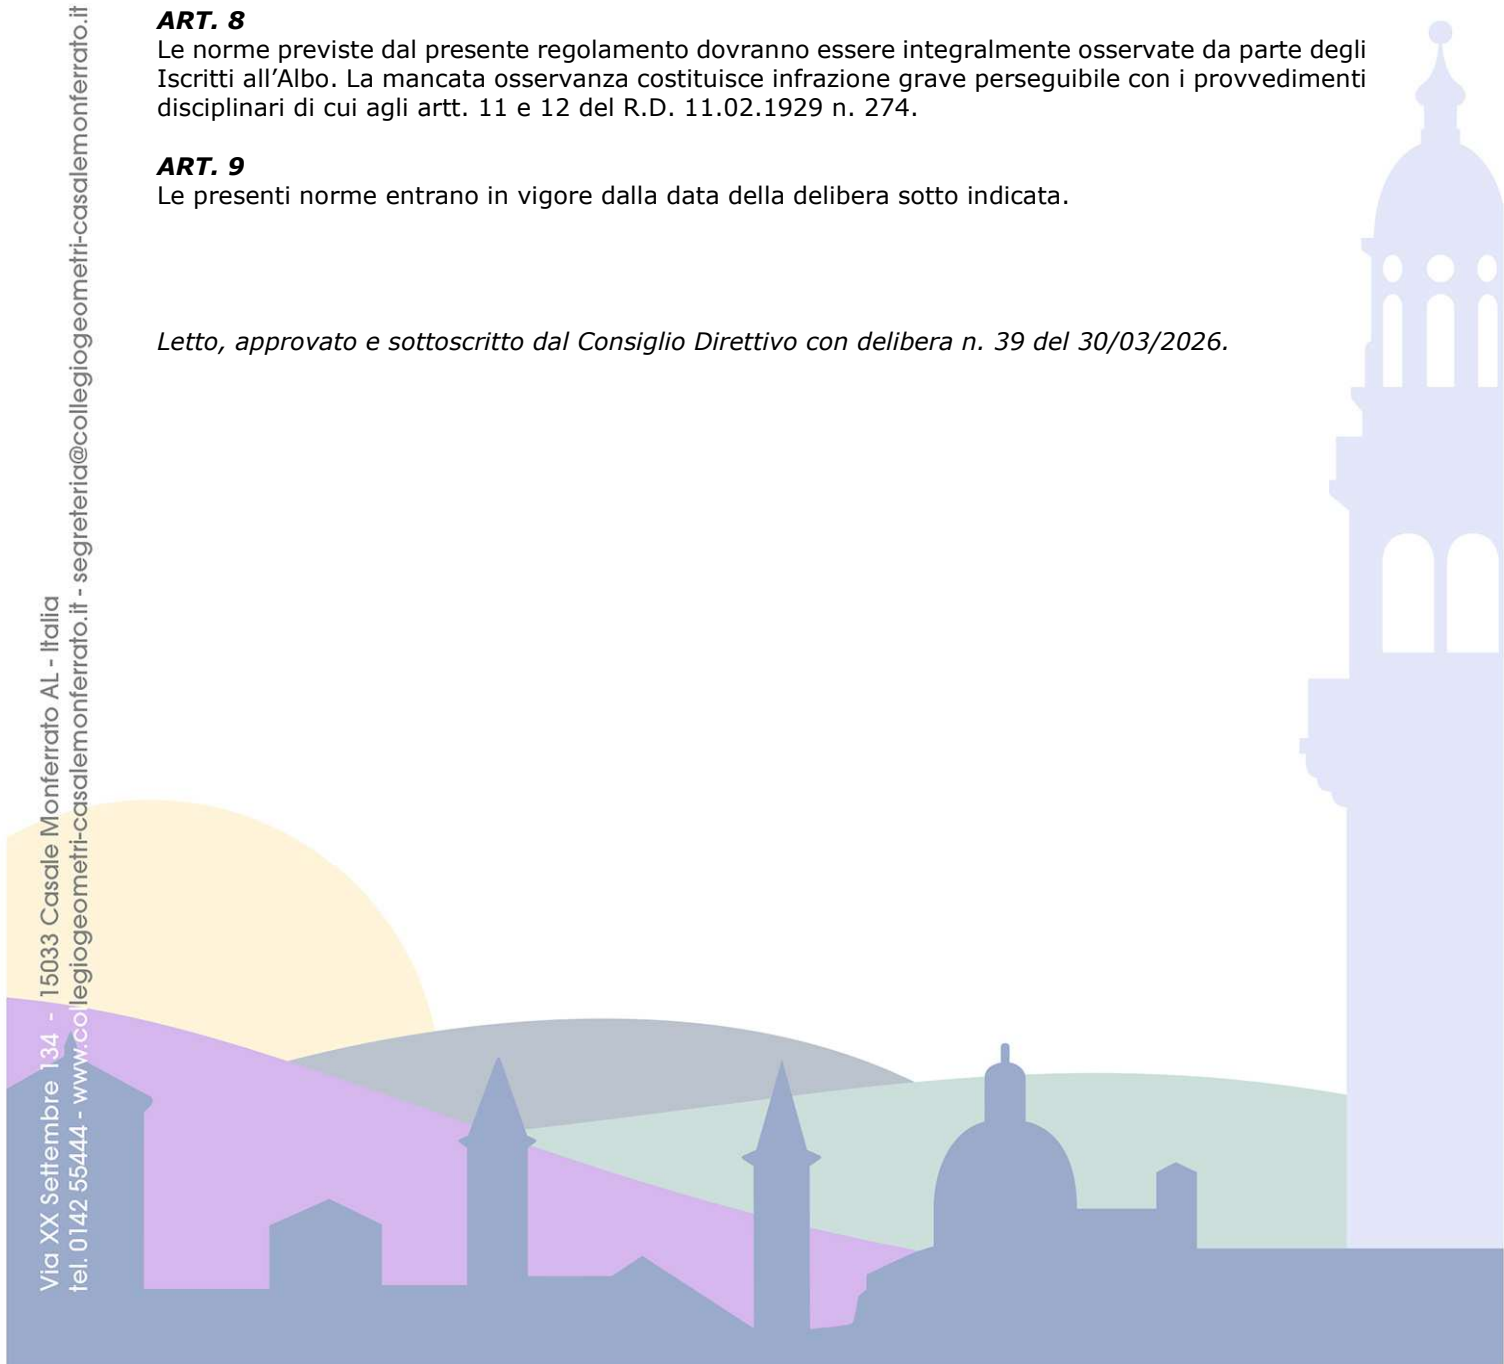 ART. 8
Le norme previste dal presente regolamento dovranno essere integralmente osservate da parte degli
Iscritti all’Albo. La mancata osservanza costituisce infrazione grave perseguibile con i provvedimenti
disciplinari di cui agli artt. 11 e 12 del R.D. 11.02.1929 n. 274.
ART. 9
Le presenti norme entrano in vigore dalla data della delibera sotto indicata.
Letto, approvato e sottoscritto dal Consiglio Direttivo con delibera n. 39 del 30/03/2026.
Via XX Settembre 134 - 15033 Casale Monferrato AL - Italia
tel. 0142 55444 - www.collegiogeometri-casalemonferrato.it - segreteria@collegiogeometri-casalemonferrato.it